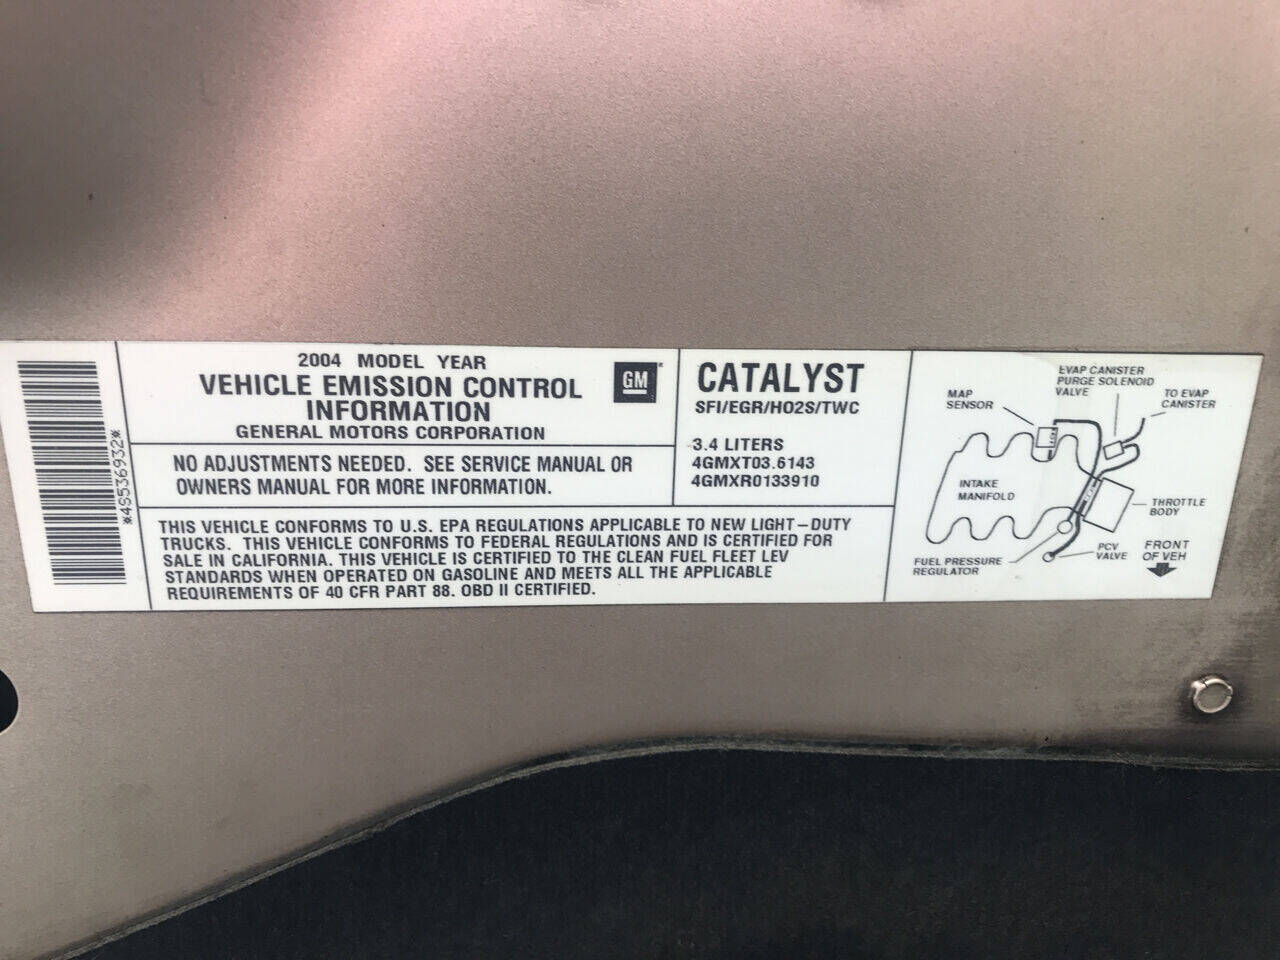 *4S536932*
2004 MODEL YEAR
VEHICLE EMISSION CONTROL
INFORMATION
GENERAL MOTORS CORPORATION
GM
NO ADJUSTMENTS NEEDED. SEE SERVICE MANUAL OR
OWNERS MANUAL FOR MORE INFORMATION.
CATALYST
SFI/EGR/HO2S/TWC
3.4 LITERS
4GMXT03.6143
4GMXR0133910
THIS VEHICLE CONFORMS TO U.S. EPA REGULATIONS APPLICABLE TO NEW LIGHT-DUTY
TRUCKS. THIS VEHICLE CONFORMS TO FEDERAL REGULATIONS AND IS CERTIFIED FOR
SALE IN CALIFORNIA. THIS VEHICLE IS CERTIFIED TO THE CLEAN FUEL FLEET LEV
STANDARDS WHEN OPERATED ON GASOLINE AND MEETS ALL THE APPLICABLE
REQUIREMENTS OF 40 CFR PART 88. OBD II CERTIFIED.
EVAP CANISTER
PURGE SOLENOID
VALVE
MAP
SENSOR
TO EVAP
CANISTER
INTAKE
MANIFOLD
THROTTLE
BODY
FUEL PRESSURE
REGULATOR
PCV
VALVE
FRONT
OF VEH